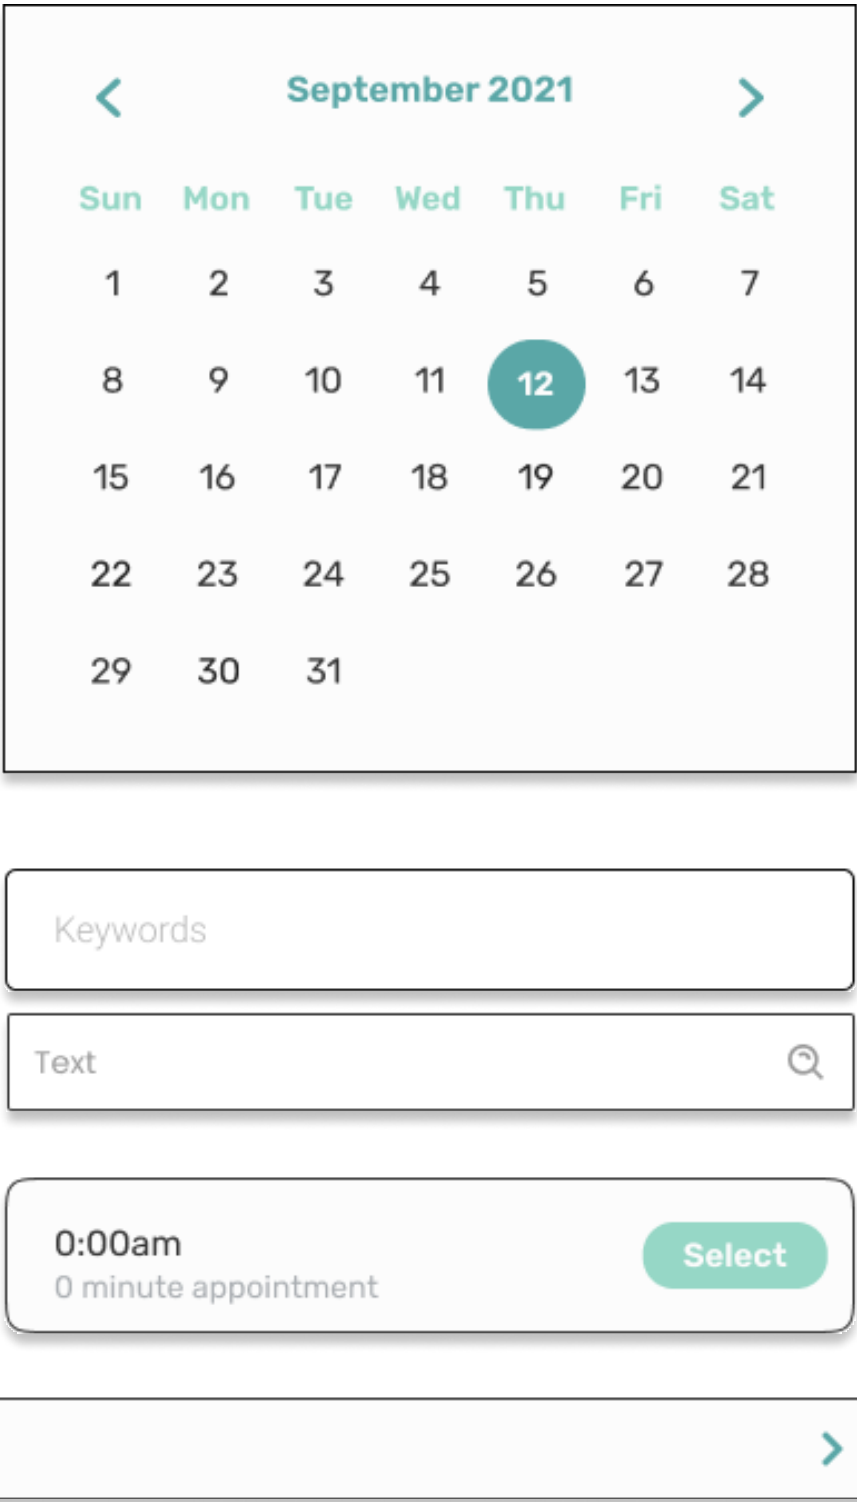 September 2021
Sun Mon Tue Wed Thu Fri Sat
1 2 3 4 5 6 7
8 9 10 11 12 13 14
15 16 17 18 19 20 21
22 23 24 25 26 27 28
29 30 31
Keywords
Text
0:00am
Select
0 minute appointment